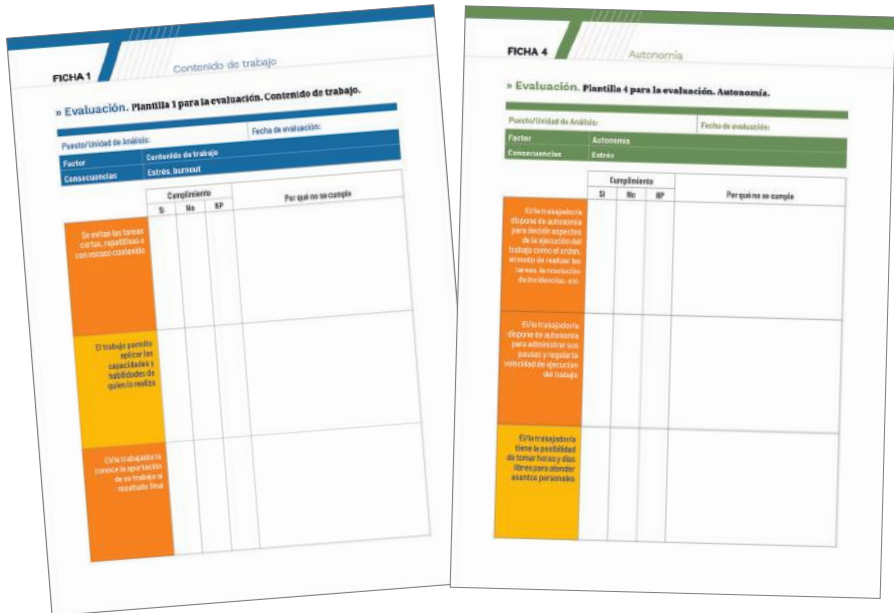 FICHA 1
Contenido de trabajo
» Evaluación. Plantilla 1 para la evaluación. Contenido de trabajo.
Puesto/Unidad de Análisis:
Fecha de evaluación:
Factor
Contenido de trabajo
Consecuencias
Estrés, burnout
Cumplimiento
Por qué no se cumple
Sí
No
NP
Se evitan las tareas
cortas, repetitivas o
con escaso contenido
El trabajo permite
aplicar las
capacidades y
habilidades de
quien lo realiza
El/la trabajador/a
conoce la aportación
de su trabajo al
resultado final
FICHA 4
Autonomía
» Evaluación. Plantilla 4 para la evaluación. Autonomía.
Puesto/Unidad de Análisis:
Fecha de evaluación:
Factor
Autonomía
Consecuencias
Estrés
Cumplimiento
Por qué no se cumple
Sí
No
NP
El/la trabajador/a
dispone de autonomía
para decidir aspectos
de la ejecución del
trabajo como el orden,
el modo de realizar las
tareas, la resolución
de incidencias, etc.
El/la trabajador/a
dispone de autonomía
para administrar sus
pausas y regular la
velocidad de ejecución
del trabajo
El/la trabajador/a
tiene la posibilidad
de tomar horas y días
libres para atender
asuntos personales